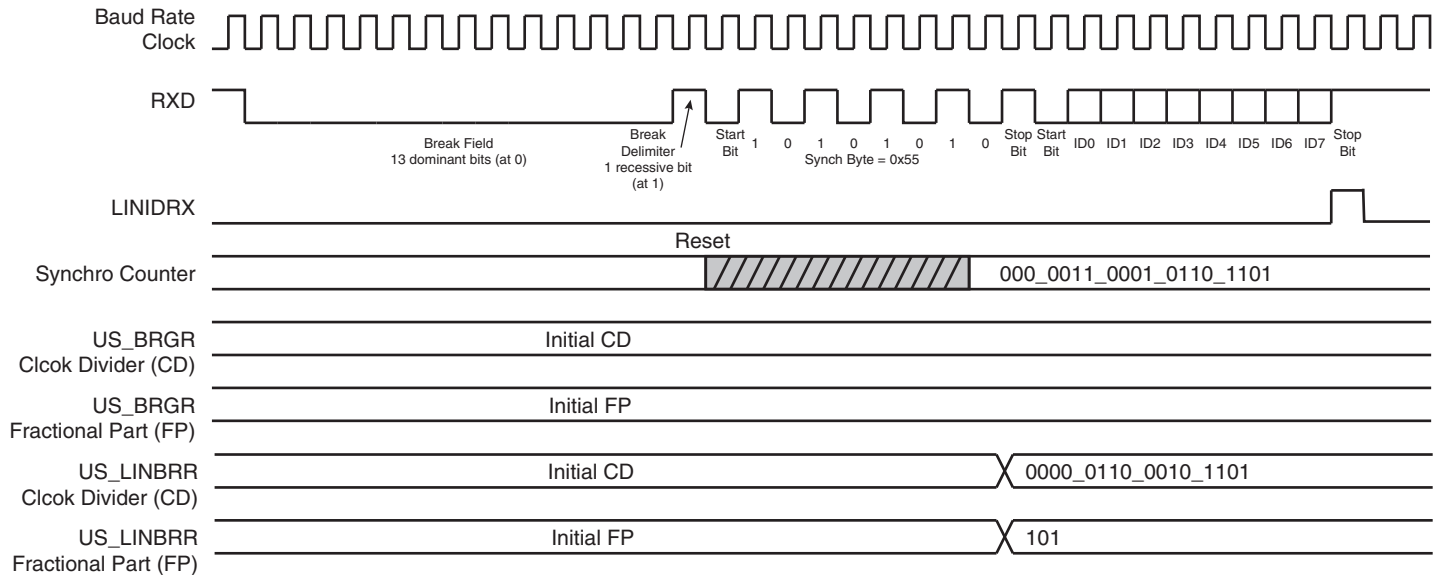 Baud Rate
Clock
RXD
Break Field
13 dominant bits (at 0)
Break
Delimiter
1 recessive bit
(at 1)
Start
Bit
1 0 1 0 1 0 1 0
Synch Byte = 0x55
Stop
Bit
Start
Bit
ID0 ID1 ID2 ID3 ID4 ID5 ID6 ID7
Stop
Bit
LINIDRX
Reset
Synchro Counter
000_0011_0001_0110_1101
US_BRGR
Clcok Divider (CD)
Initial CD
US_BRGR
Fractional Part (FP)
Initial FP
US_LINBRR
Clcok Divider (CD)
Initial CD
0000_0110_0010_1101
US_LINBRR
Fractional Part (FP)
Initial FP
101